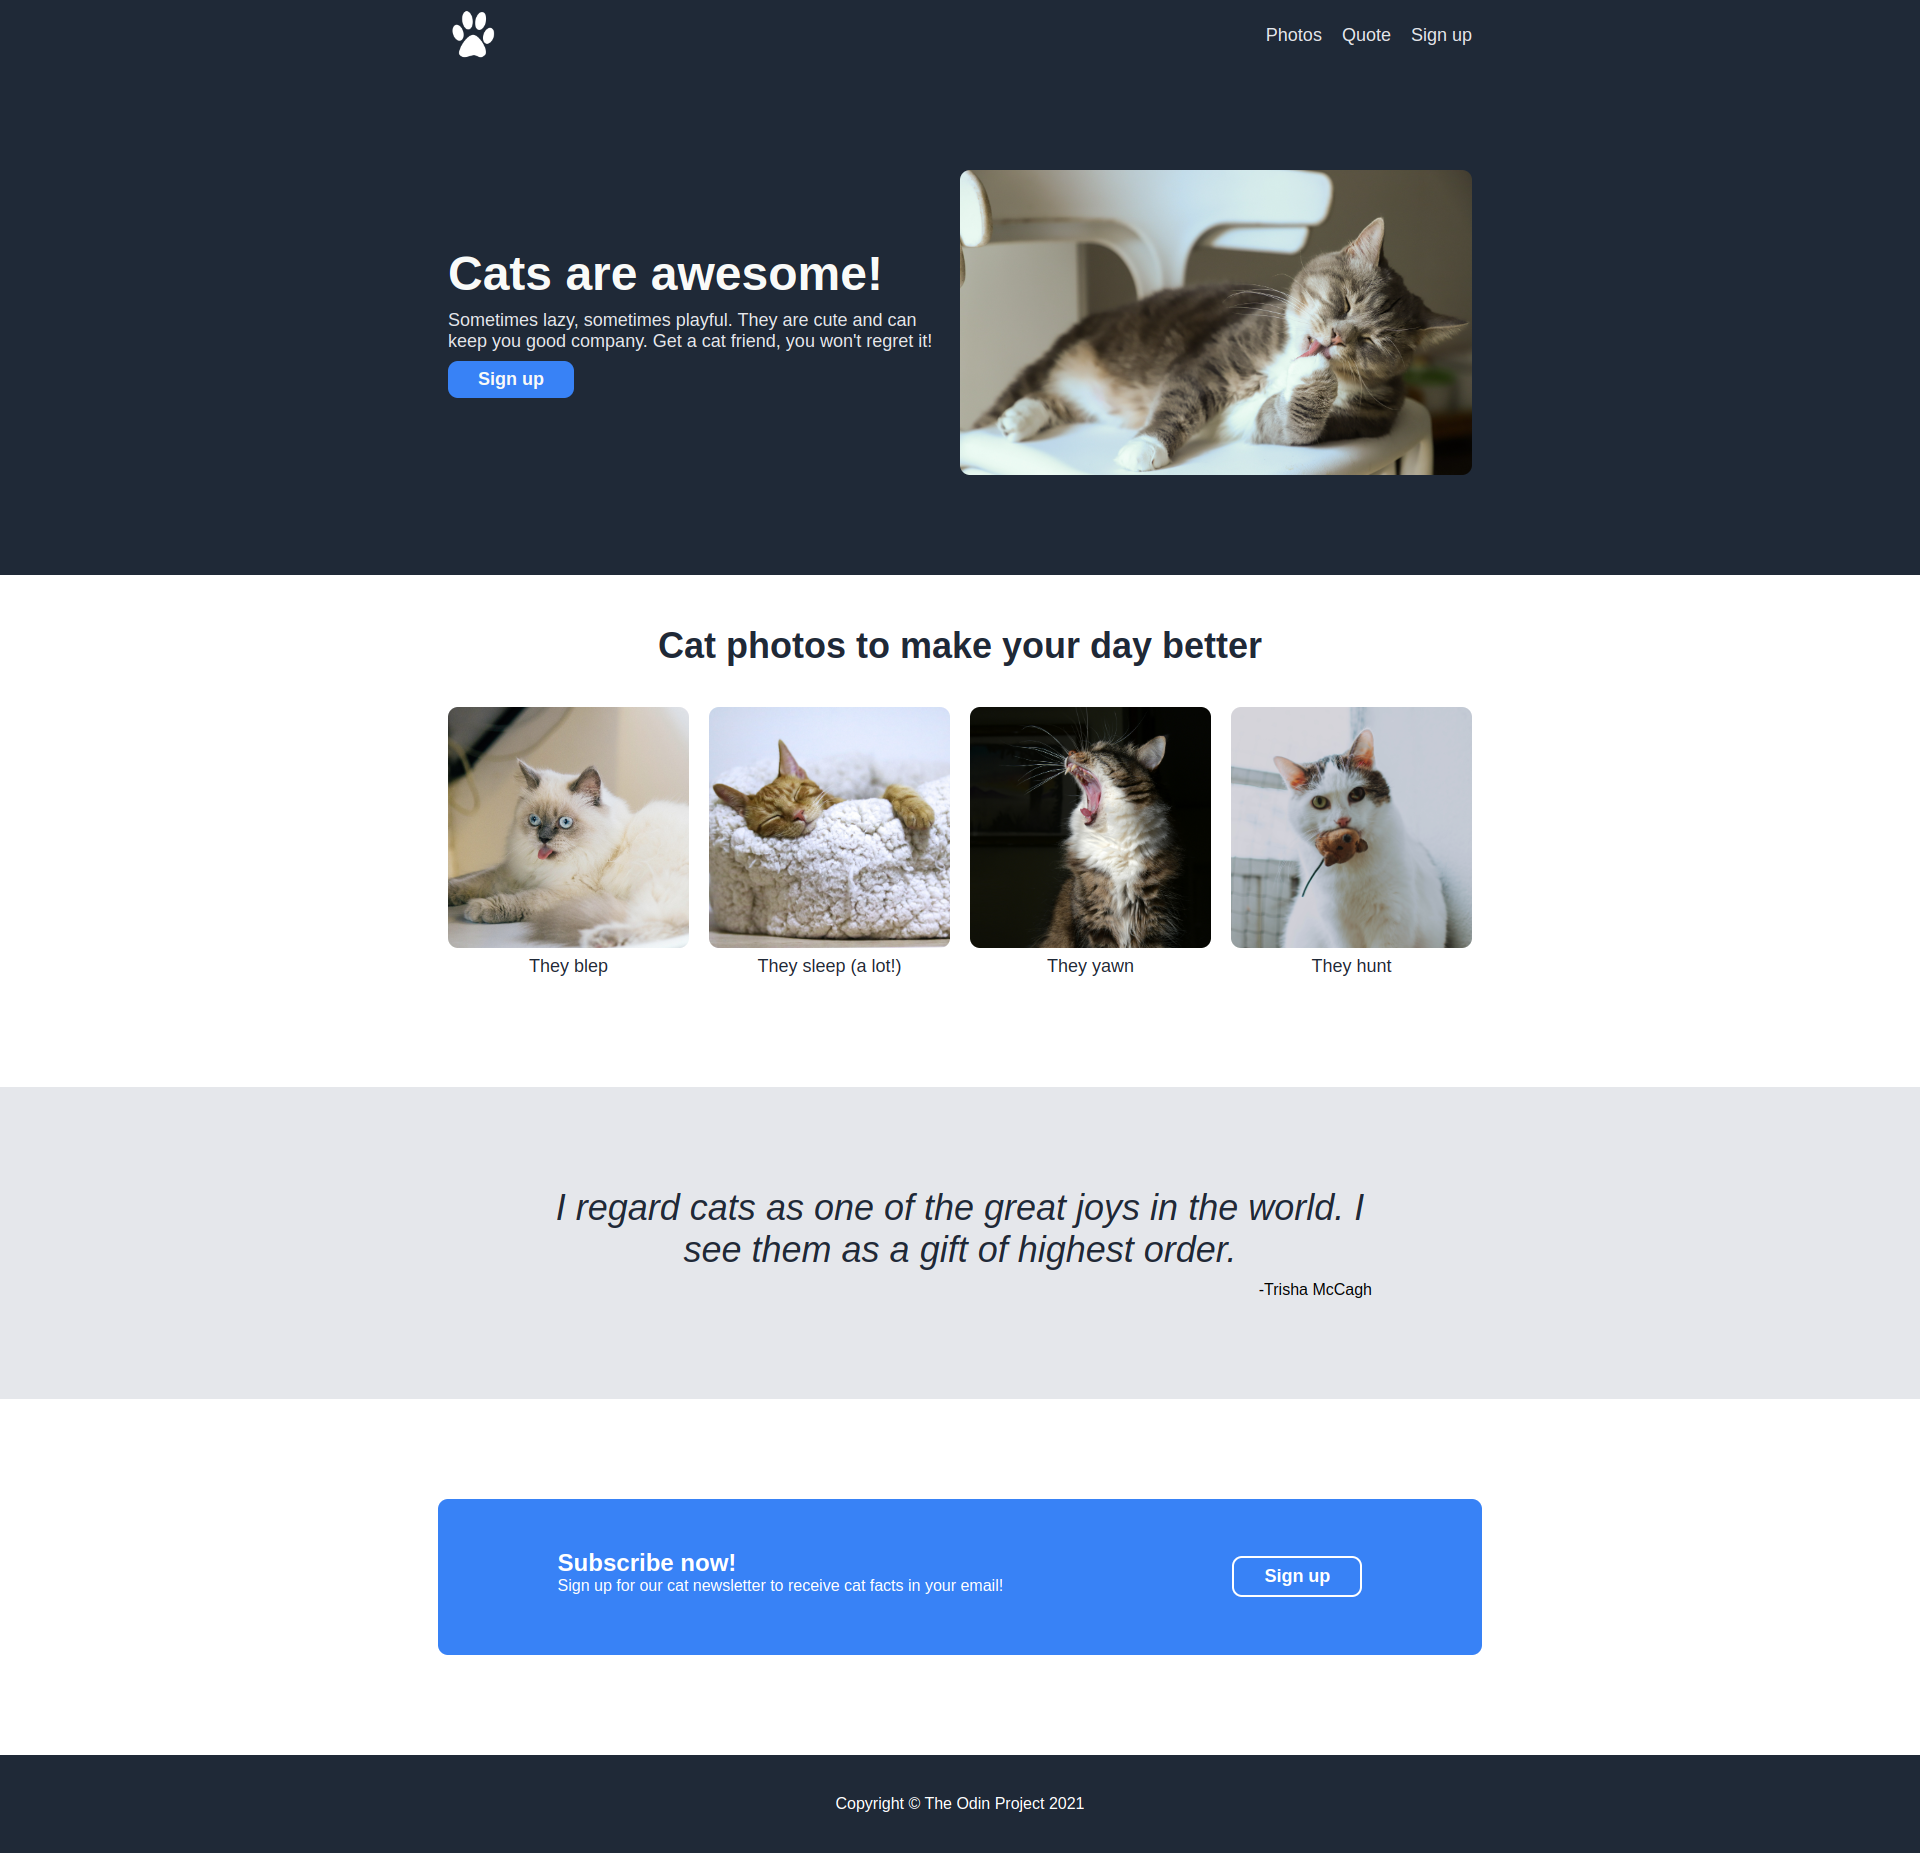 Photos Quote Sign up
Cats are awesome!
Sometimes lazy, sometimes playful. They are cute and can
keep you good company. Get a cat friend, you won't regret it!
Sign up
Cat photos to make your day better
They blep
They sleep (a lot!)
They yawn
They hunt
I regard cats as one of the great joys in the world. I
see them as a gift of highest order.
-Trisha McCagh
Subscribe now!
Sign up for our cat newsletter to receive cat facts in your email!
Sign up
Copyright © The Odin Project 2021